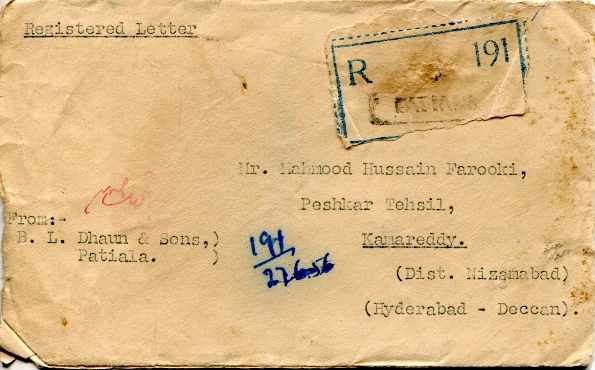 Registered Letter
R 191
Mr. Mahmood Hussain Farooki,
Peshkar Tehsil,
Kamareddy.
(Dist. Nizamabad)
(Hyderabad - Deccan).
From:-
B. L. Dhaun & Sons,)
Patiala. )
191
27.6.56